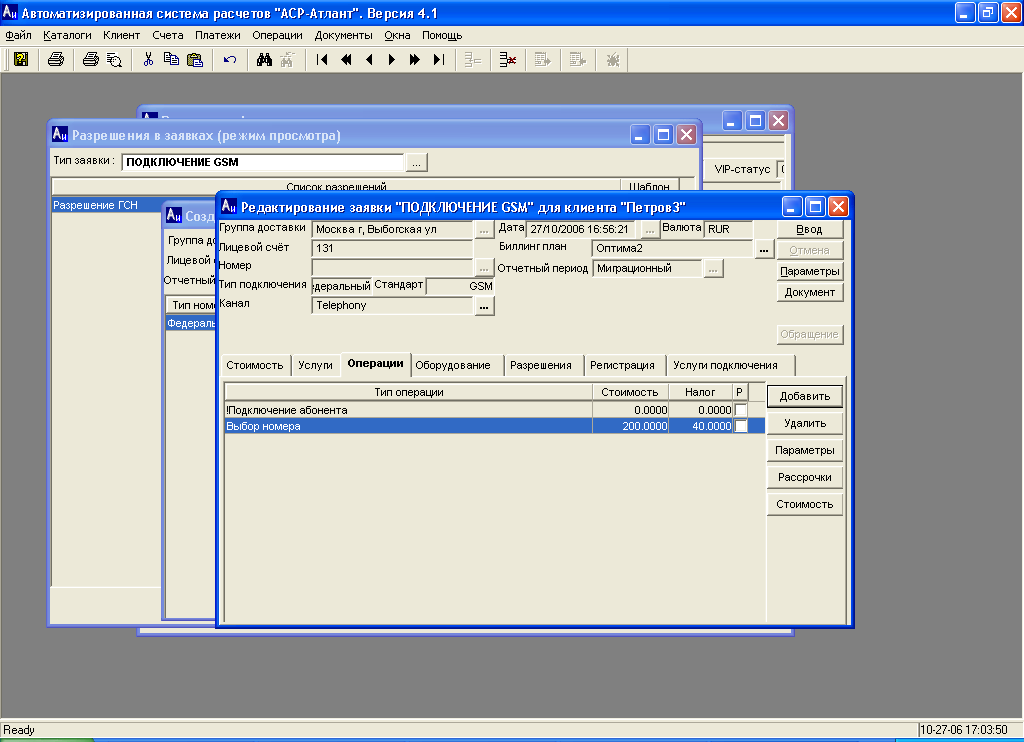 Автоматизированная система расчетов "АСР-Атлант". Версия 4.1
Файл Каталоги Клиент Счета Платежи Операции Документы Окна Помощь
Разрешения в заявках (режим просмотра)
Тип заявки : ПОДКЛЮЧЕНИЕ GSM ...
VIP-статус
Список разрешений Шаблон
Разрешение ГСН
Созд
Группа до
Лицевой с
Отчетный
Тип номе
Федераль
Редактирование заявки "ПОДКЛЮЧЕНИЕ GSM" для клиента "Петров3"
Группа доставки Москва г, Выборгская ул ... Дата 27/10/2006 16:56:21 ... Валюта RUR Ввод
Лицевой счёт 131 Биллинг план Оптима2 ... Отмена
Номер ... Отчетный период Миграционный ... Параметры
Тип подключения едеральный Стандарт GSM Документ
Канал Telephony ...
Обращение
Стоимость Услуги Операции Оборудование Разрешения Регистрация Услуги подключения
Тип операции Стоимость Налог Р Добавить
!Подключение абонента 0.0000 0.0000
Выбор номера 200.0000 40.0000 Удалить
Параметры
Рассрочки
Стоимость
Ready 10-27-06 17:03:50